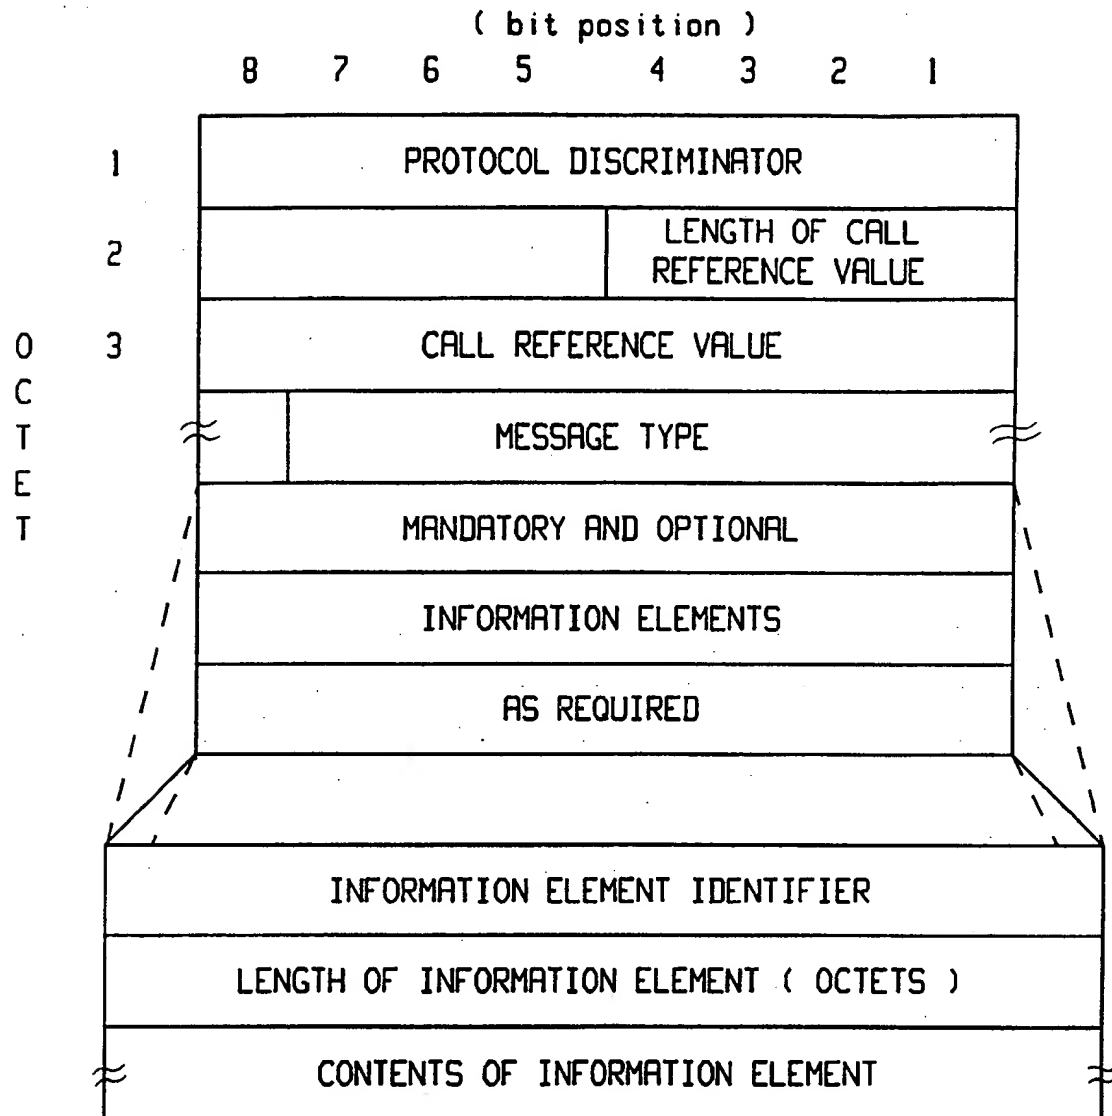 ( bit position )
8 7 6 5 4 3 2 1
1 PROTOCOL DISCRIMINATOR
2 LENGTH OF CALL
REFERENCE VALUE
3 CALL REFERENCE VALUE
OCTET
MESSAGE TYPE
MANDATORY AND OPTIONAL
INFORMATION ELEMENTS
AS REQUIRED
INFORMATION ELEMENT IDENTIFIER
LENGTH OF INFORMATION ELEMENT ( OCTETS )
CONTENTS OF INFORMATION ELEMENT